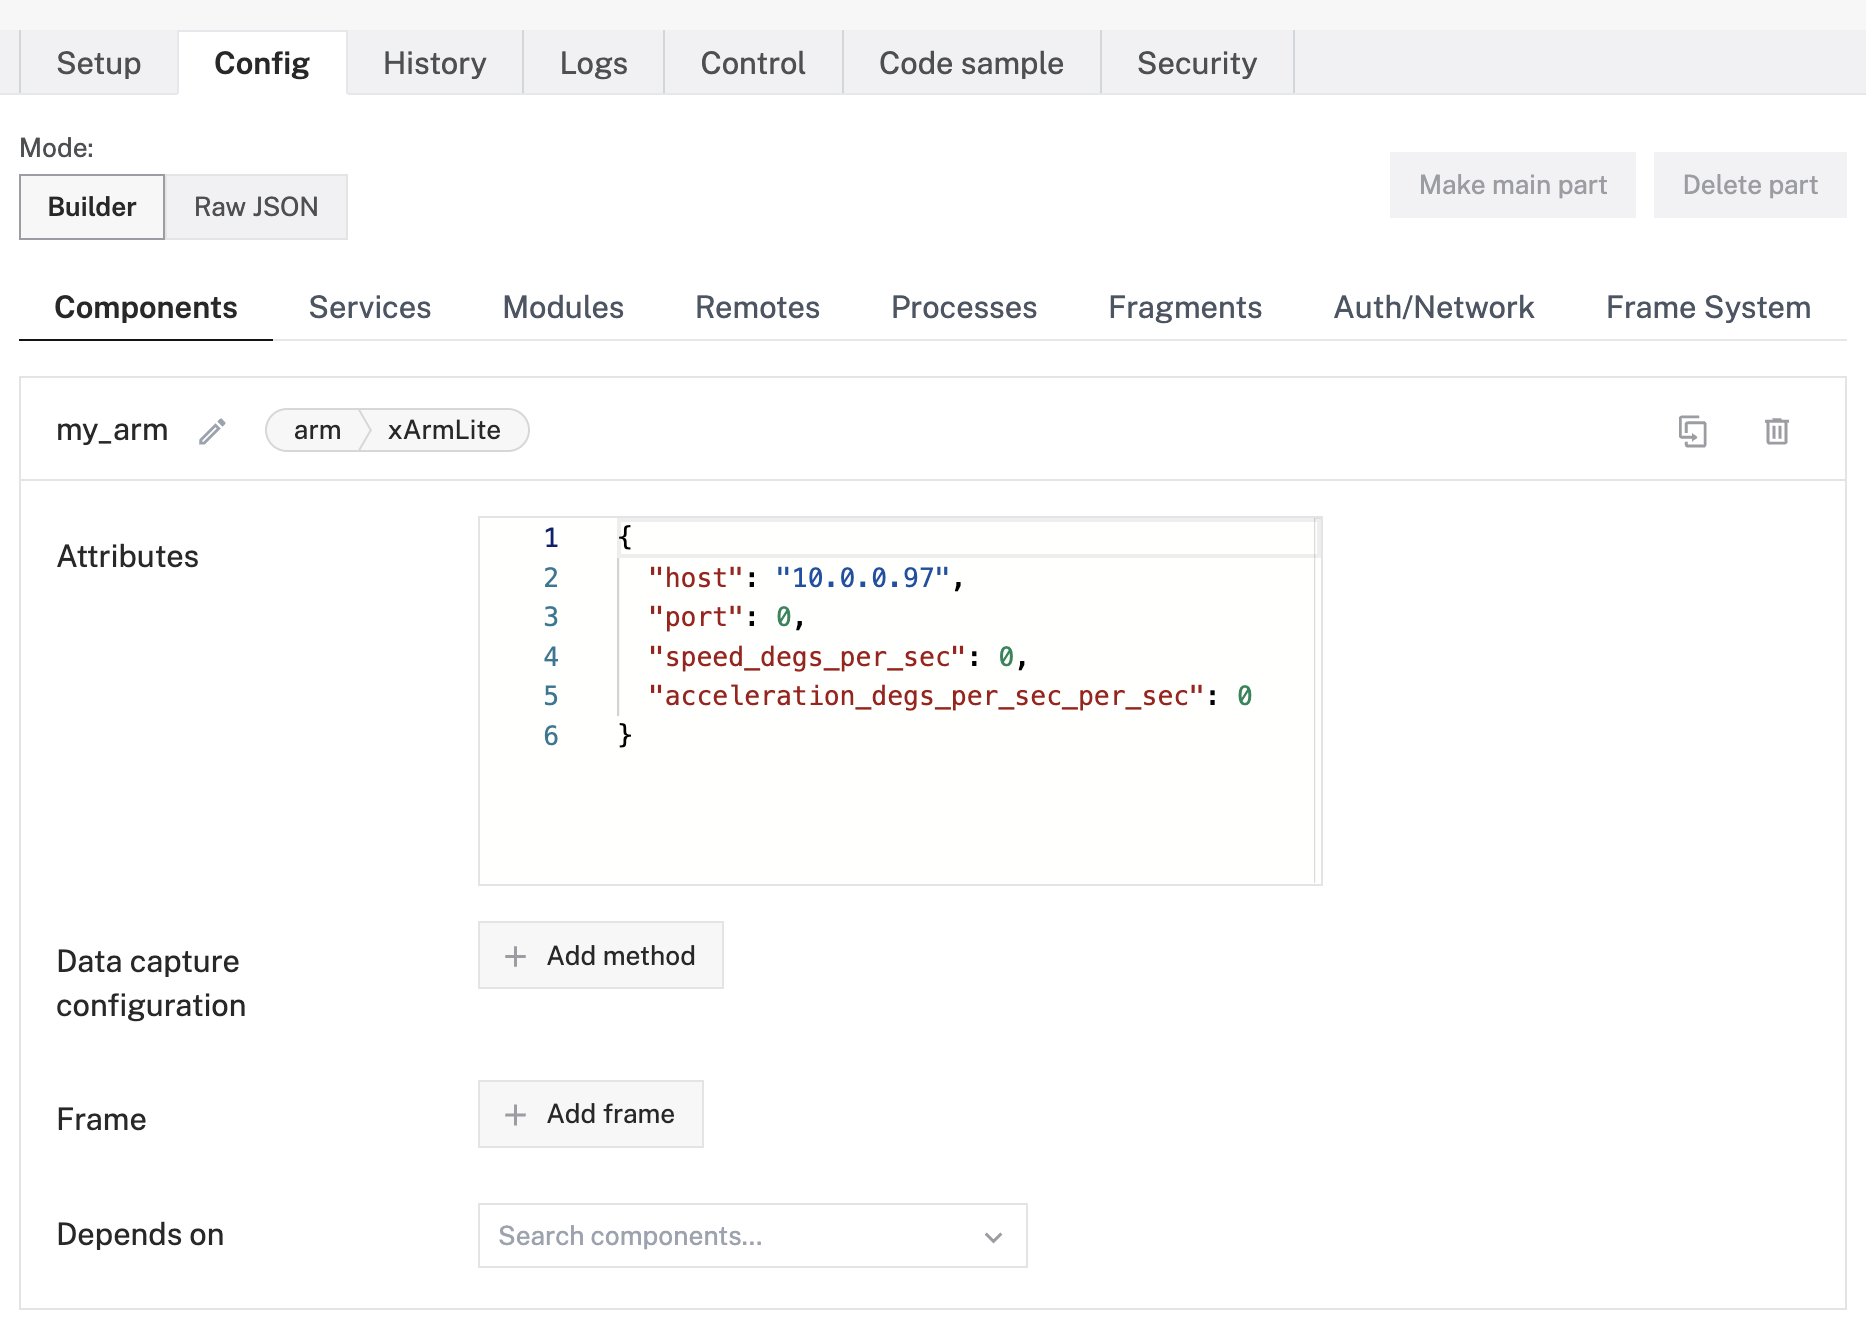 Setup Config History Logs Control Code sample Security
Mode:
Builder Raw JSON Make main part Delete part
Components Services Modules Remotes Processes Fragments Auth/Network Frame System
my_arm arm xArmLite
Attributes
1 {
2 "host": "10.0.0.97",
3 "port": 0,
4 "speed_degs_per_sec": 0,
5 "acceleration_degs_per_sec_per_sec": 0
6 }
Data capture
configuration
+ Add method
Frame
+ Add frame
Depends on
Search components...